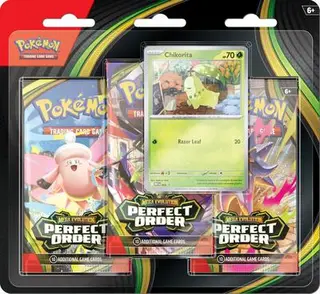 POKÉMON
TRADING CARD GAME
6+
Chikorita
70
Razor Leaf
20
Pokémon
TRADING CARD GAME
MEGA EVOLUTION
PERFECT ORDER
10 ADDITIONAL GAME CARDS
Pokémon
MEGA EVOLUTION
PERFECT ORDER
10 ADDITIONAL GAME CARDS
MEGA EVOLUTION
PERFECT ORDER
10 ADDITIONAL GAME CARDS